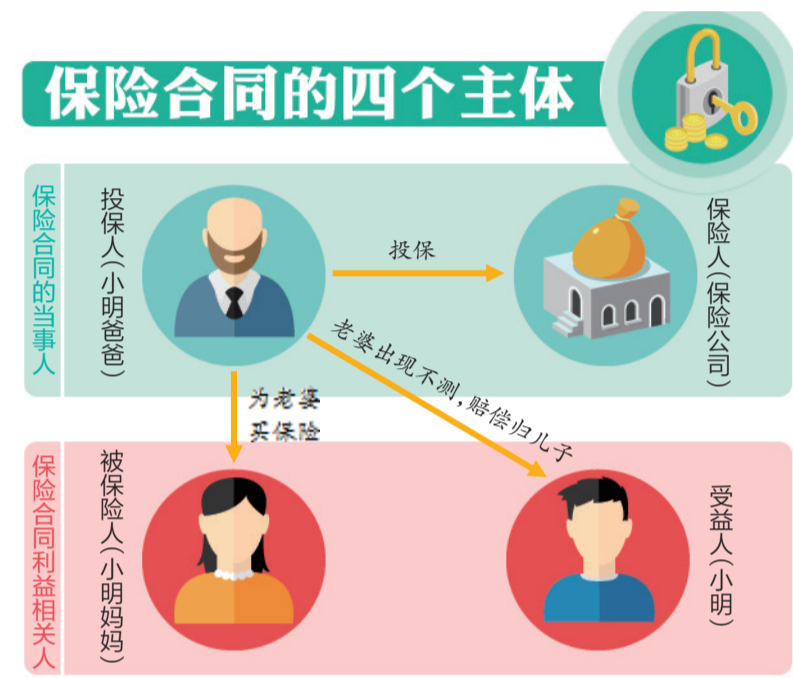 保险合同的四个主体
保险合同的当事人
投保人(小明爸爸)
投保
保险人(保险公司)
老婆出现不测,赔偿归儿子
为老婆
买保险
保险合同利益相关人
被保险人(小明妈妈)
受益人(小明)